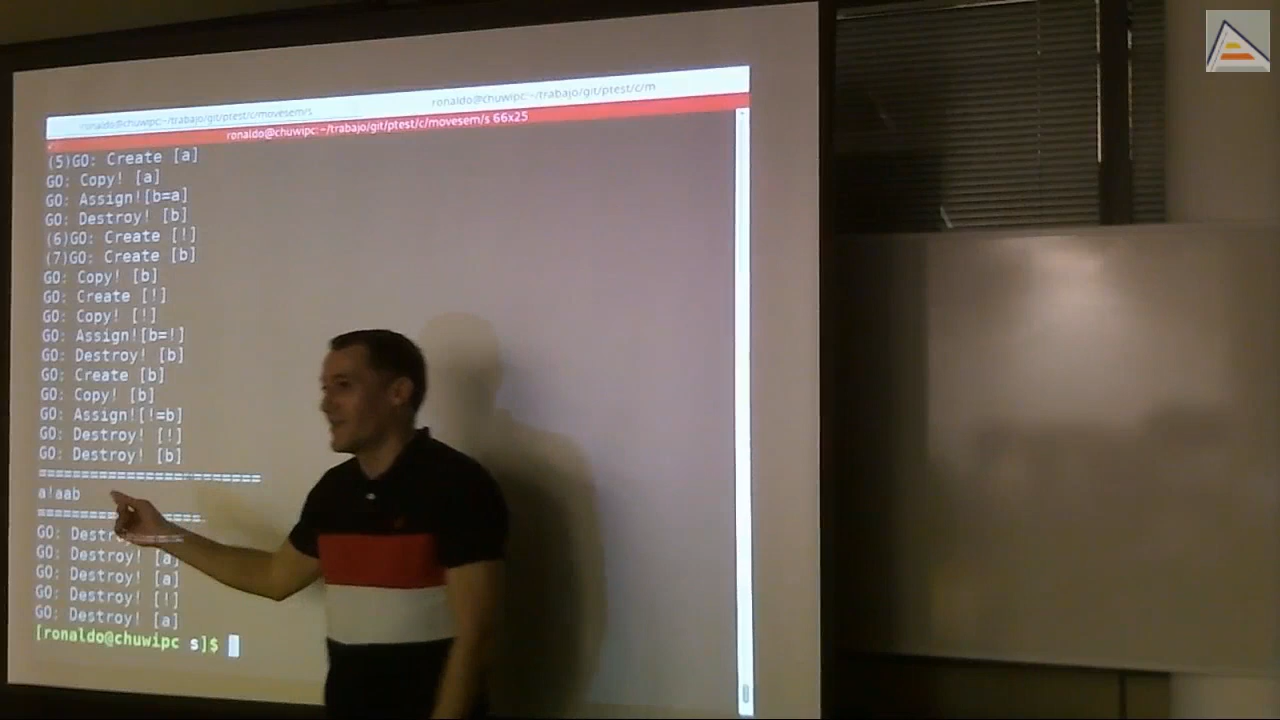 ronaldo@chuwipc: ~/trabajo/git/ptest/c/movesem/s
ronaldo@chuwipc:~/trabajo/git/ptest/c/m
ronaldo@chuwipc: ~/trabajo/git/ptest/c/movesem/s 66x25
(5)GO: Create [a]
GO: Copy! [a]
GO: Assign![b=a]
GO: Destroy! [b]
(6)GO: Create [!]
(7)GO: Create [b]
GO: Copy! [b]
GO: Create [!]
GO: Copy! [!]
GO: Assign![b=!]
GO: Destroy! [b]
GO: Create [b]
GO: Copy! [b]
GO: Assign![!=b]
GO: Destroy! [!]
GO: Destroy! [b]
========================
a!aab
GO: Destr
GO: Destroy! [a]
GO: Destroy! [a]
GO: Destroy! [!]
GO: Destroy! [a]
[ronaldo@chuwipc s]$